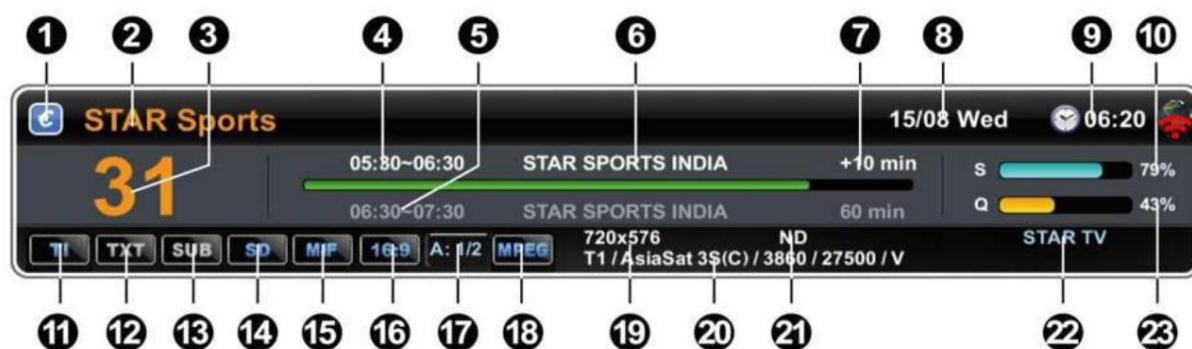 1 2 3 4 5 6 7 8 9 10
STAR Sports 15/08 Wed 06:20
31 05:30~06:30 STAR SPORTS INDIA +10 min S 79%
06:30~07:30 STAR SPORTS INDIA 60 min Q 43%
TI TXT SUB SD MIF 16:9 A: 1/2 MPEG 720x576 ND STAR TV
T1 / AsiaSat 3S(C) / 3860 / 27500 / V
11 12 13 14 15 16 17 18 19 20 21 22 23